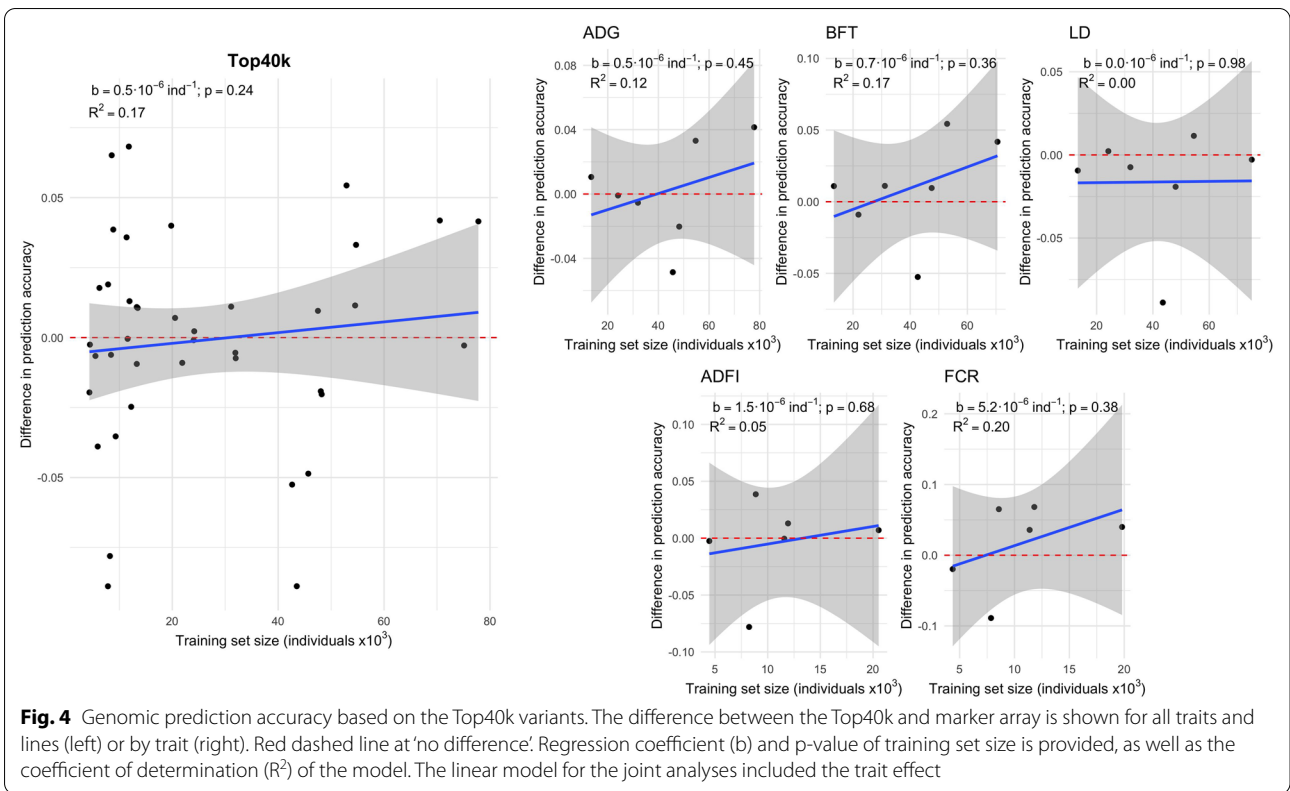 Top40k
b = 0.5·10⁻⁶ ind⁻¹; p = 0.24
R² = 0.17
Difference in prediction accuracy
0.05
0.00
-0.05
20 40 60 80
Training set size (individuals x10³)
ADG
b = 0.5·10⁻⁶ ind⁻¹; p = 0.45
R² = 0.12
Difference in prediction accuracy
0.08
0.04
0.00
-0.04
20 40 60 80
Training set size (individuals x10³)
BFT
b = 0.7·10⁻⁶ ind⁻¹; p = 0.36
R² = 0.17
Difference in prediction accuracy
0.10
0.05
0.00
-0.05
20 40 60
Training set size (individuals x10³)
LD
b = 0.0·10⁻⁶ ind⁻¹; p = 0.98
R² = 0.00
Difference in prediction accuracy
0.05
0.00
-0.05
20 40 60
Training set size (individuals x10³)
ADFI
b = 1.5·10⁻⁶ ind⁻¹; p = 0.68
R² = 0.05
Difference in prediction accuracy
0.10
0.05
0.00
-0.05
-0.10
5 10 15 20
Training set size (individuals x10³)
FCR
b = 5.2·10⁻⁶ ind⁻¹; p = 0.38
R² = 0.20
Difference in prediction accuracy
0.2
0.1
0.0
-0.1
5 10 15 20
Training set size (individuals x10³)
Fig. 4 Genomic prediction accuracy based on the Top40k variants. The difference between the Top40k and marker array is shown for all traits and
lines (left) or by trait (right). Red dashed line at 'no difference'. Regression coefficient (b) and p-value of training set size is provided, as well as the
coefficient of determination (R²) of the model. The linear model for the joint analyses included the trait effect